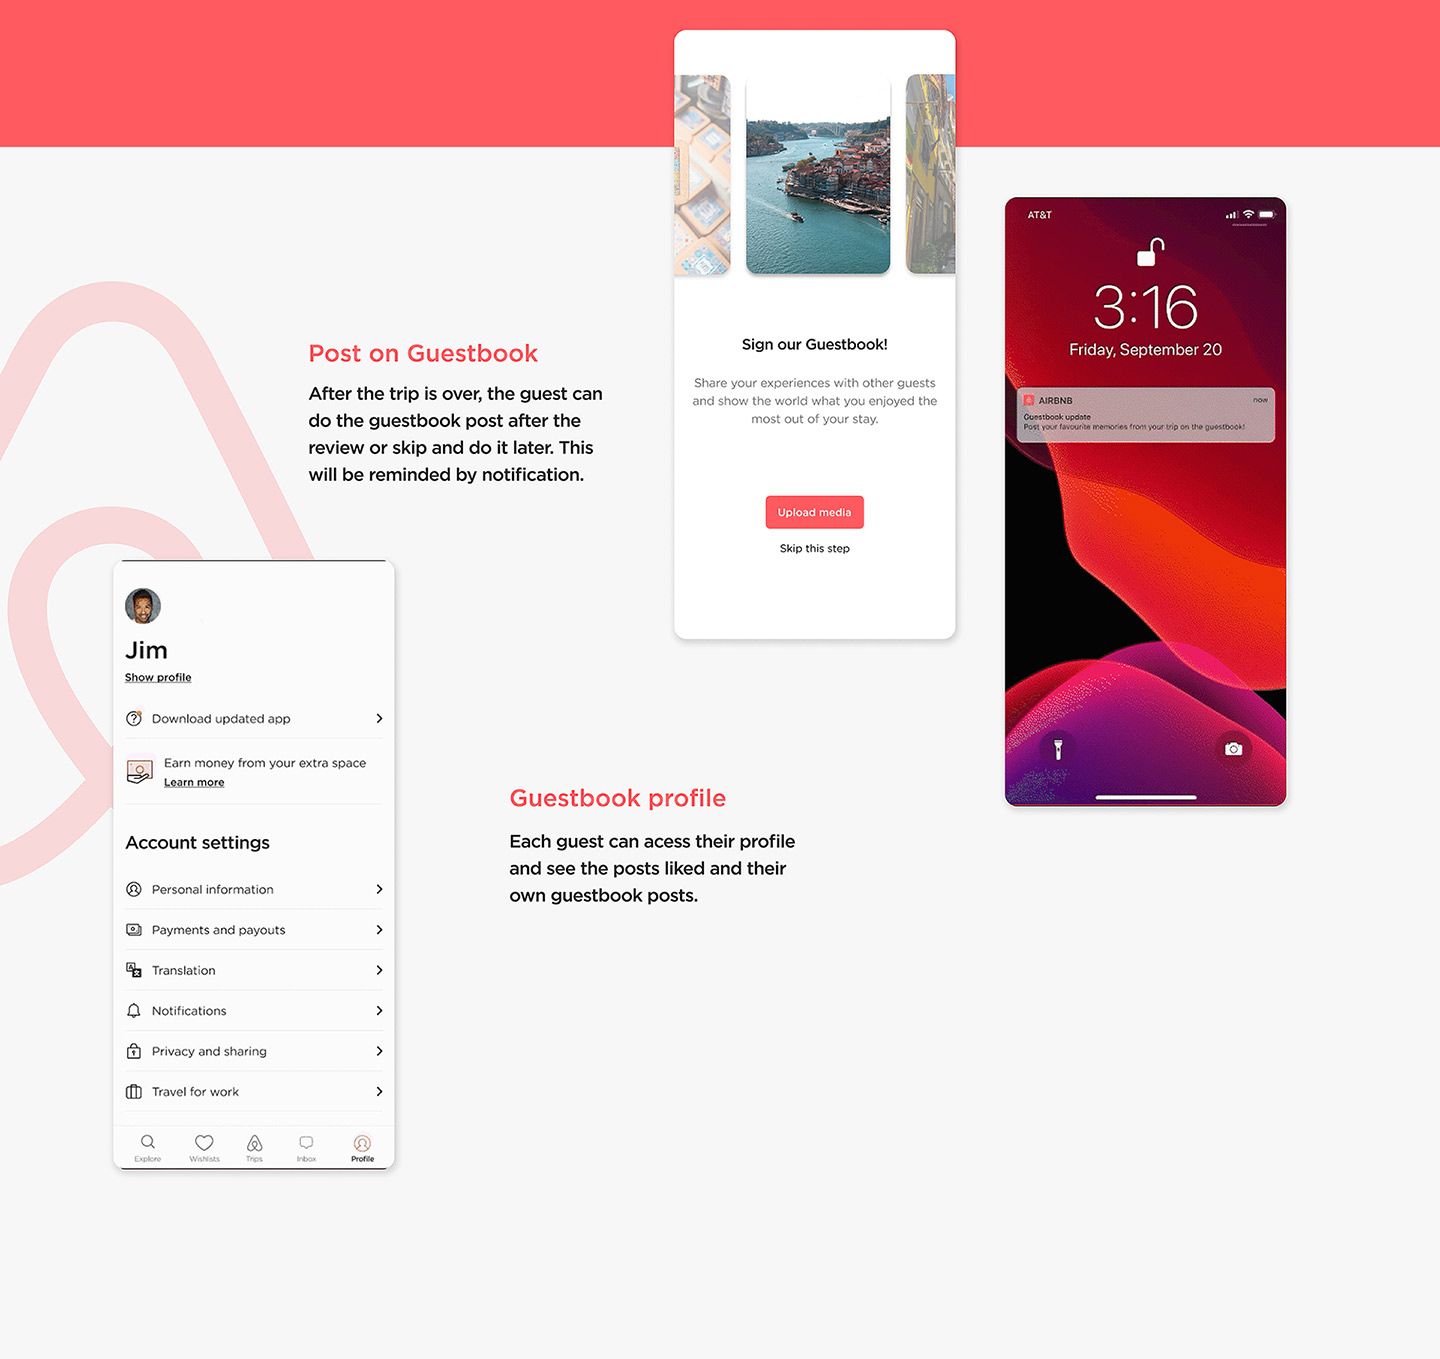 Sign our Guestbook!
Share your experiences with other guests
and show the world what you enjoyed the
most out of your stay.
Upload media
Skip this step
AT&T
3:16
Friday, September 20
AIRBNB
now
Guestbook update
Post your favourite memories from your trip on the guestbook!
Post on Guestbook
After the trip is over, the guest can
do the guestbook post after the
review or skip and do it later. This
will be reminded by notification.
Jim
Show profile
Download updated app
Earn money from your extra space
Learn more
Account settings
Personal information
Payments and payouts
Translation
Notifications
Privacy and sharing
Travel for work
Explore
Wishlists
Trips
Inbox
Profile
Guestbook profile
Each guest can acess their profile
and see the posts liked and their
own guestbook posts.